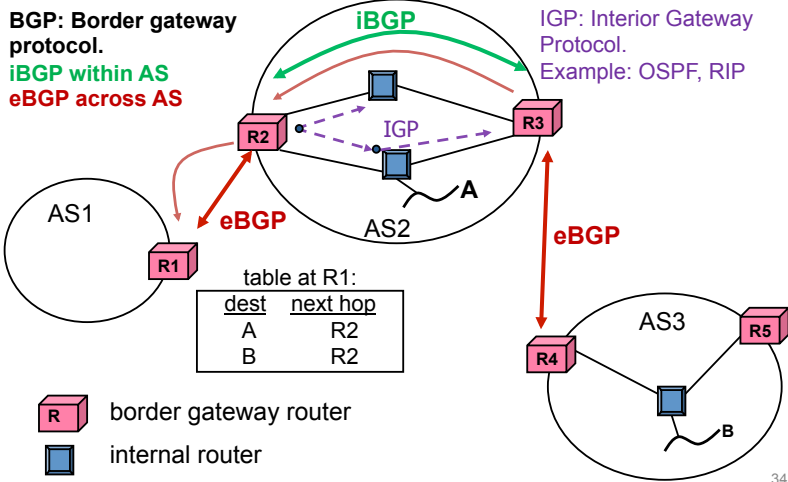 BGP: Border gateway
protocol.
iBGP within AS
eBGP across AS
iBGP
IGP: Interior Gateway
Protocol.
Example: OSPF, RIP
R2
IGP
R3
A
AS2
AS1
eBGP
R1
eBGP
table at R1:
dest next hop
A R2
B R2
AS3
R4
R5
B
R border gateway router
internal router
34